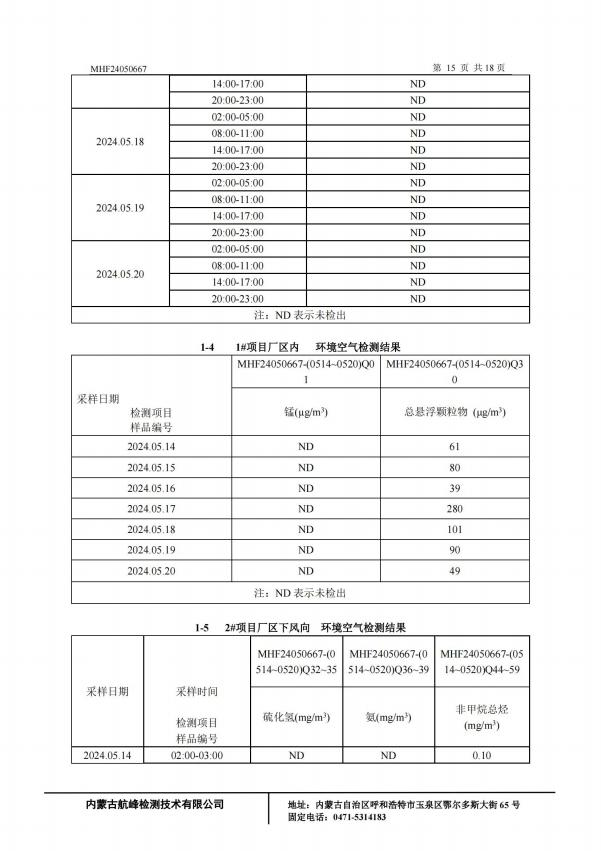 MHF24050667 第 15 页 共18页
14:00-17:00 ND
20:00-23:00 ND
2024.05.18
02:00-05:00 ND
08:00-11:00 ND
14:00-17:00 ND
20:00-23:00 ND
2024.05.19
02:00-05:00 ND
08:00-11:00 ND
14:00-17:00 ND
20:00-23:00 ND
2024.05.20
02:00-05:00 ND
08:00-11:00 ND
14:00-17:00 ND
20:00-23:00 ND
注：ND 表示未检出
1-4 1#项目厂区内 环境空气检测结果
采样日期
检测项目
样品编号
MHF24050667-(0514~0520)Q0
1
MHF24050667-(0514~0520)Q3
0
锰(μg/m³) 总悬浮颗粒物 (μg/m³)
2024.05.14 ND 61
2024.05.15 ND 80
2024.05.16 ND 39
2024.05.17 ND 280
2024.05.18 ND 101
2024.05.19 ND 90
2024.05.20 ND 49
注：ND 表示未检出
1-5 2#项目厂区下风向 环境空气检测结果
采样日期
采样时间
检测项目
样品编号
MHF24050667-(0
514~0520)Q32~35
MHF24050667-(0
514~0520)Q36~39
MHF24050667-(05
14~0520)Q44~59
硫化氢(mg/m³) 氨(mg/m³)
非甲烷总烃
(mg/m³)
2024.05.14 02:00-03:00 ND ND 0.10
内蒙古航峰检测技术有限公司
地址：内蒙古自治区呼和浩特市玉泉区鄂尔多斯大街 65 号
固定电话：0471-5314183